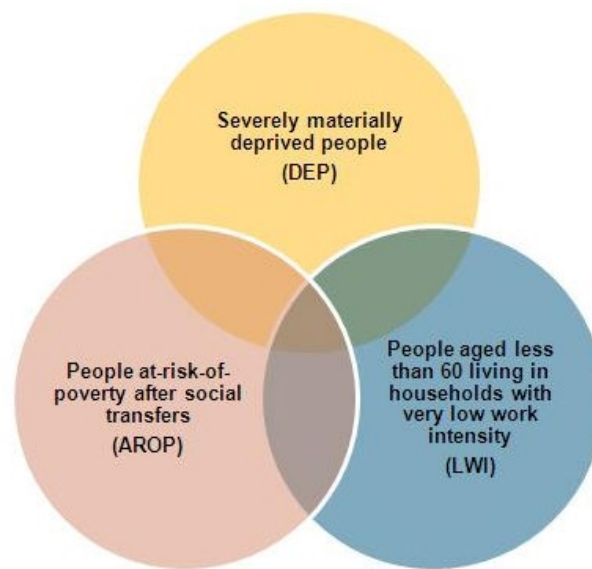 Severely materially
deprived people
(DEP)
People at-risk-of-
poverty after social
transfers
(AROP)
People aged less
than 60 living in
households with
very low work
intensity
(LWI)